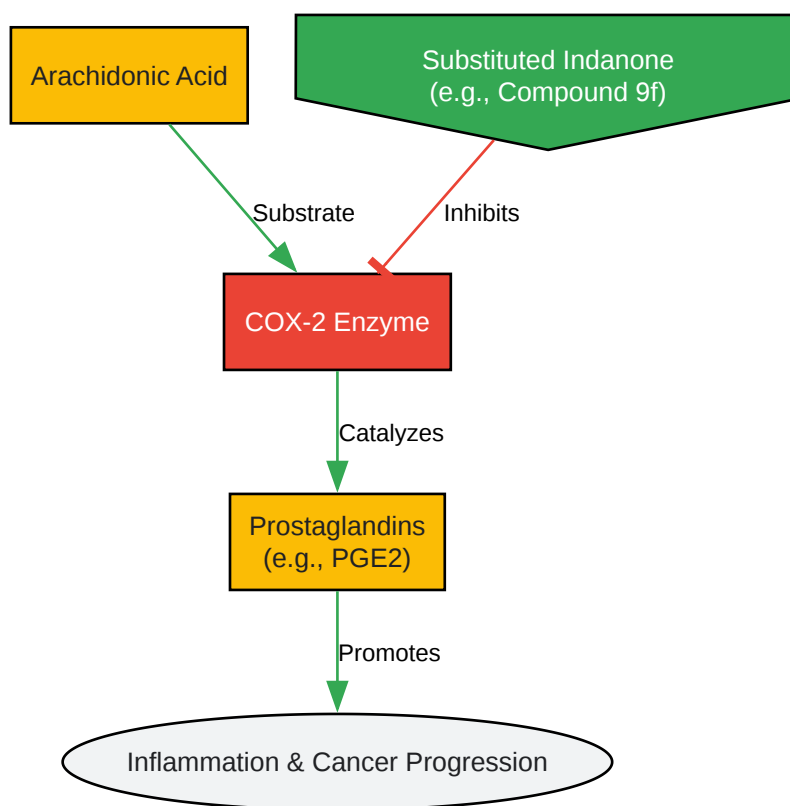 Arachidonic Acid
Substituted Indanone
(e.g., Compound 9f)
Substrate
Inhibits
COX-2 Enzyme
Catalyzes
Prostaglandins
(e.g., PGE2)
Promotes
Inflammation & Cancer Progression